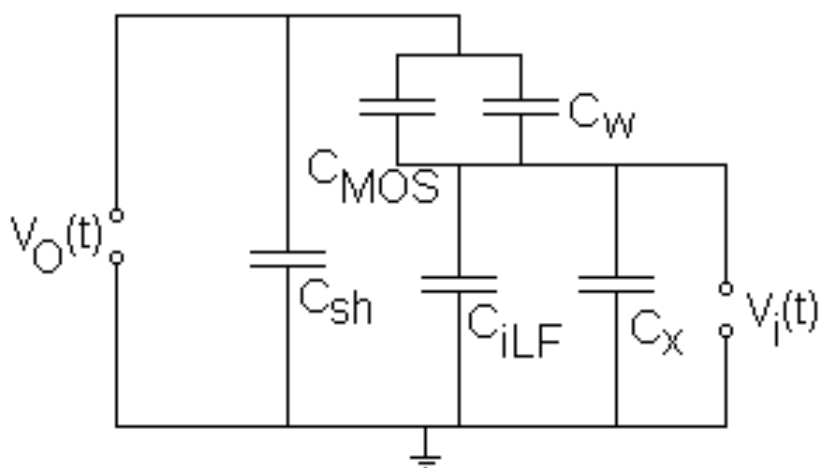 C_W
C_MOS
V_O(t)
C_sh
C_iLF
C_X
V_i(t)